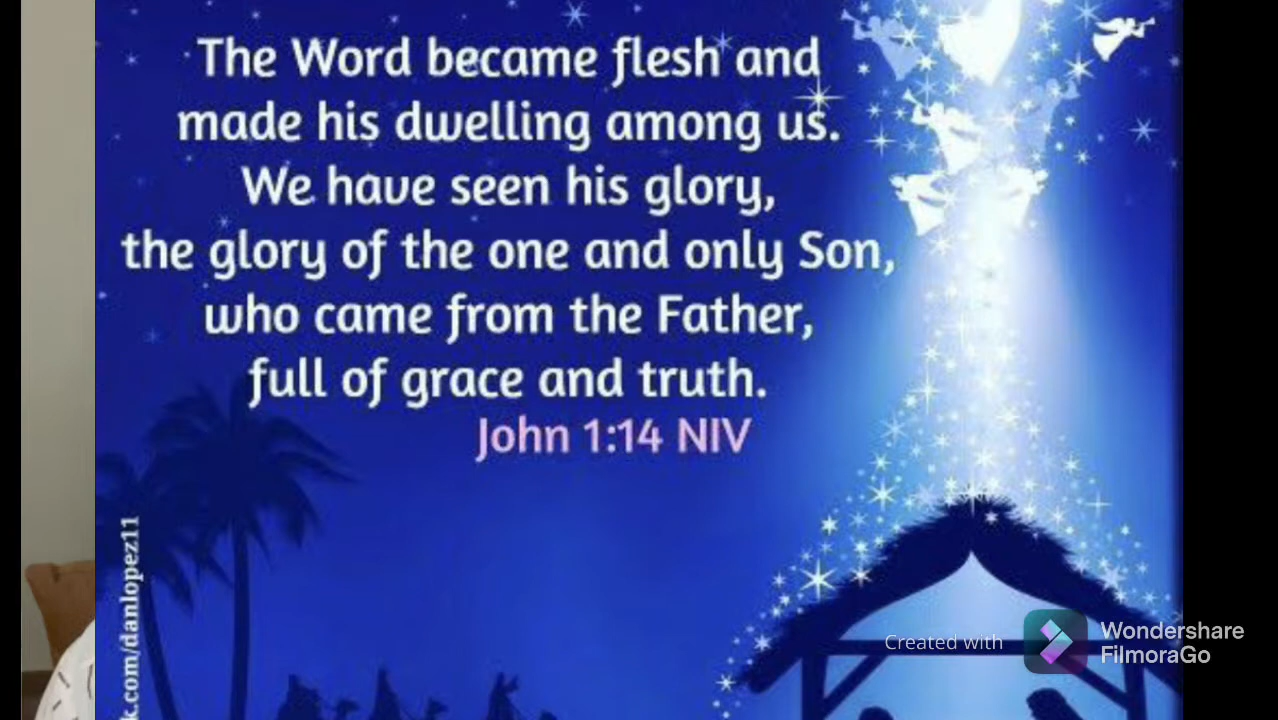 The Word became flesh and
made his dwelling among us.
We have seen his glory,
the glory of the one and only Son,
who came from the Father,
full of grace and truth.
John 1:14 NIV
k.com/danlopez11
Created with
Wondershare
FilmoraGo